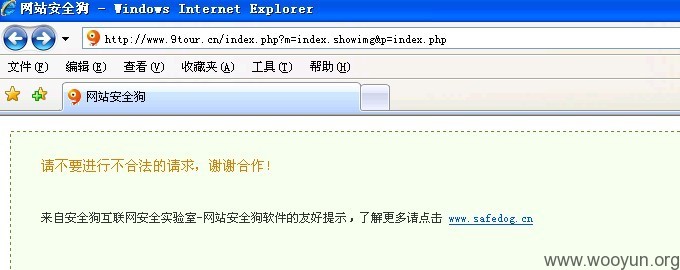 网站安全狗 - Windows Internet Explorer
http://www.9tour.cn/index.php?m=index.showimg&p=index.php
文件(F) 编辑(E) 查看(V) 收藏夹(A) 工具(T) 帮助(H)
网站安全狗
请不要进行不合法的请求，谢谢合作！
来自安全狗互联网安全实验室-网站安全狗软件的友好提示，了解更多请点击 www.safedog.cn
www.wooyun.org